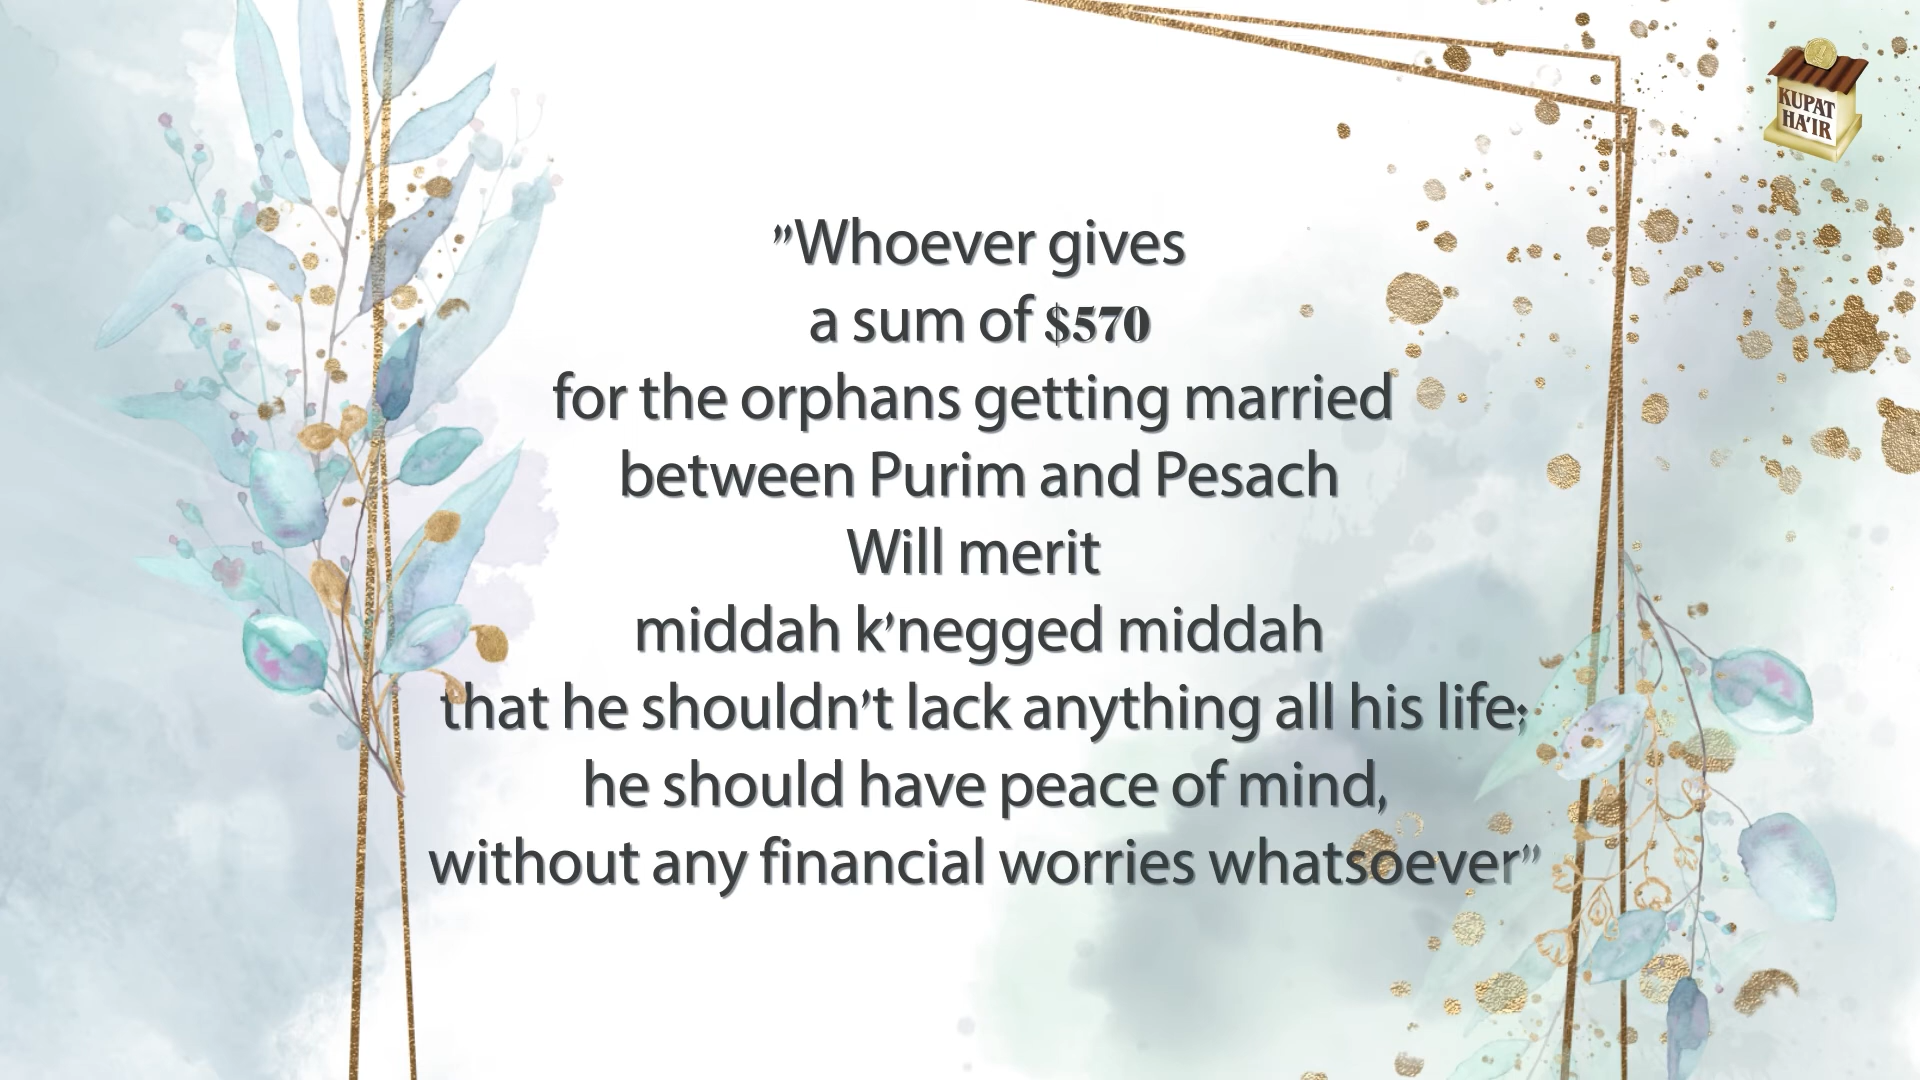 "Whoever gives
a sum of $570
for the orphans getting married
between Purim and Pesach
Will merit
middah k'negged middah
that he shouldn't lack anything all his life;
he should have peace of mind,
without any financial worries whatsoever"
KUPAT
HA'IR